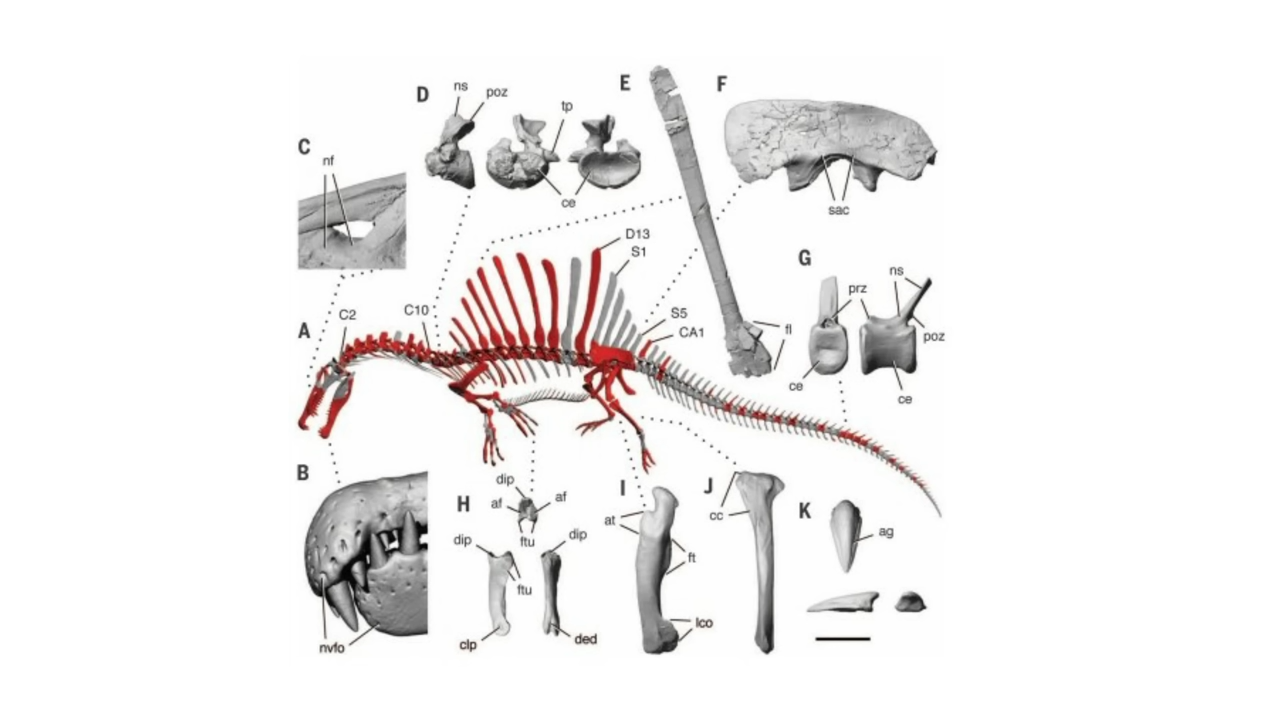 D
ns
poz
tp
ce
E
F
sac
C
nf
D13
S1
G
prz
ns
poz
fl
ce
ce
A
C2
C10
S5
CA1
B
nvfo
H
dip
af
af
ftu
dip
dip
ftu
clp
ded
I
at
ft
lco
J
cc
K
ag